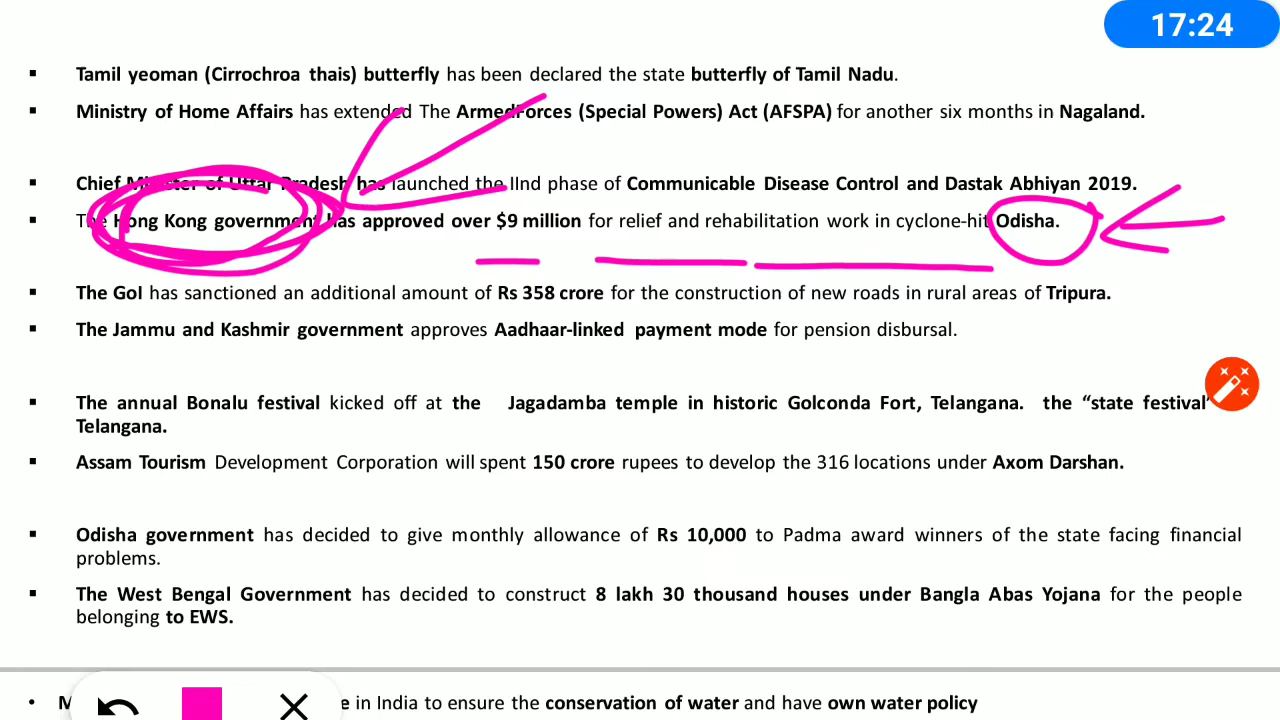 17:24
▪ Tamil yeoman (Cirrochroa thais) butterfly has been declared the state butterfly of Tamil Nadu.
▪ Ministry of Home Affairs has extended The ArmedForces (Special Powers) Act (AFSPA) for another six months in Nagaland.
▪ Chief Minister of Uttar Pradesh has launched the IInd phase of Communicable Disease Control and Dastak Abhiyan 2019.
▪ The Hong Kong government has approved over $9 million for relief and rehabilitation work in cyclone-hit Odisha.
▪ The GoI has sanctioned an additional amount of Rs 358 crore for the construction of new roads in rural areas of Tripura.
▪ The Jammu and Kashmir government approves Aadhaar-linked payment mode for pension disbursal.
▪ The annual Bonalu festival kicked off at the Jagadamba temple in historic Golconda Fort, Telangana. the “state festival”
Telangana.
▪ Assam Tourism Development Corporation will spent 150 crore rupees to develop the 316 locations under Axom Darshan.
▪ Odisha government has decided to give monthly allowance of Rs 10,000 to Padma award winners of the state facing financial
problems.
▪ The West Bengal Government has decided to construct 8 lakh 30 thousand houses under Bangla Abas Yojana for the people
belonging to EWS.
• in India to ensure the conservation of water and have own water policy